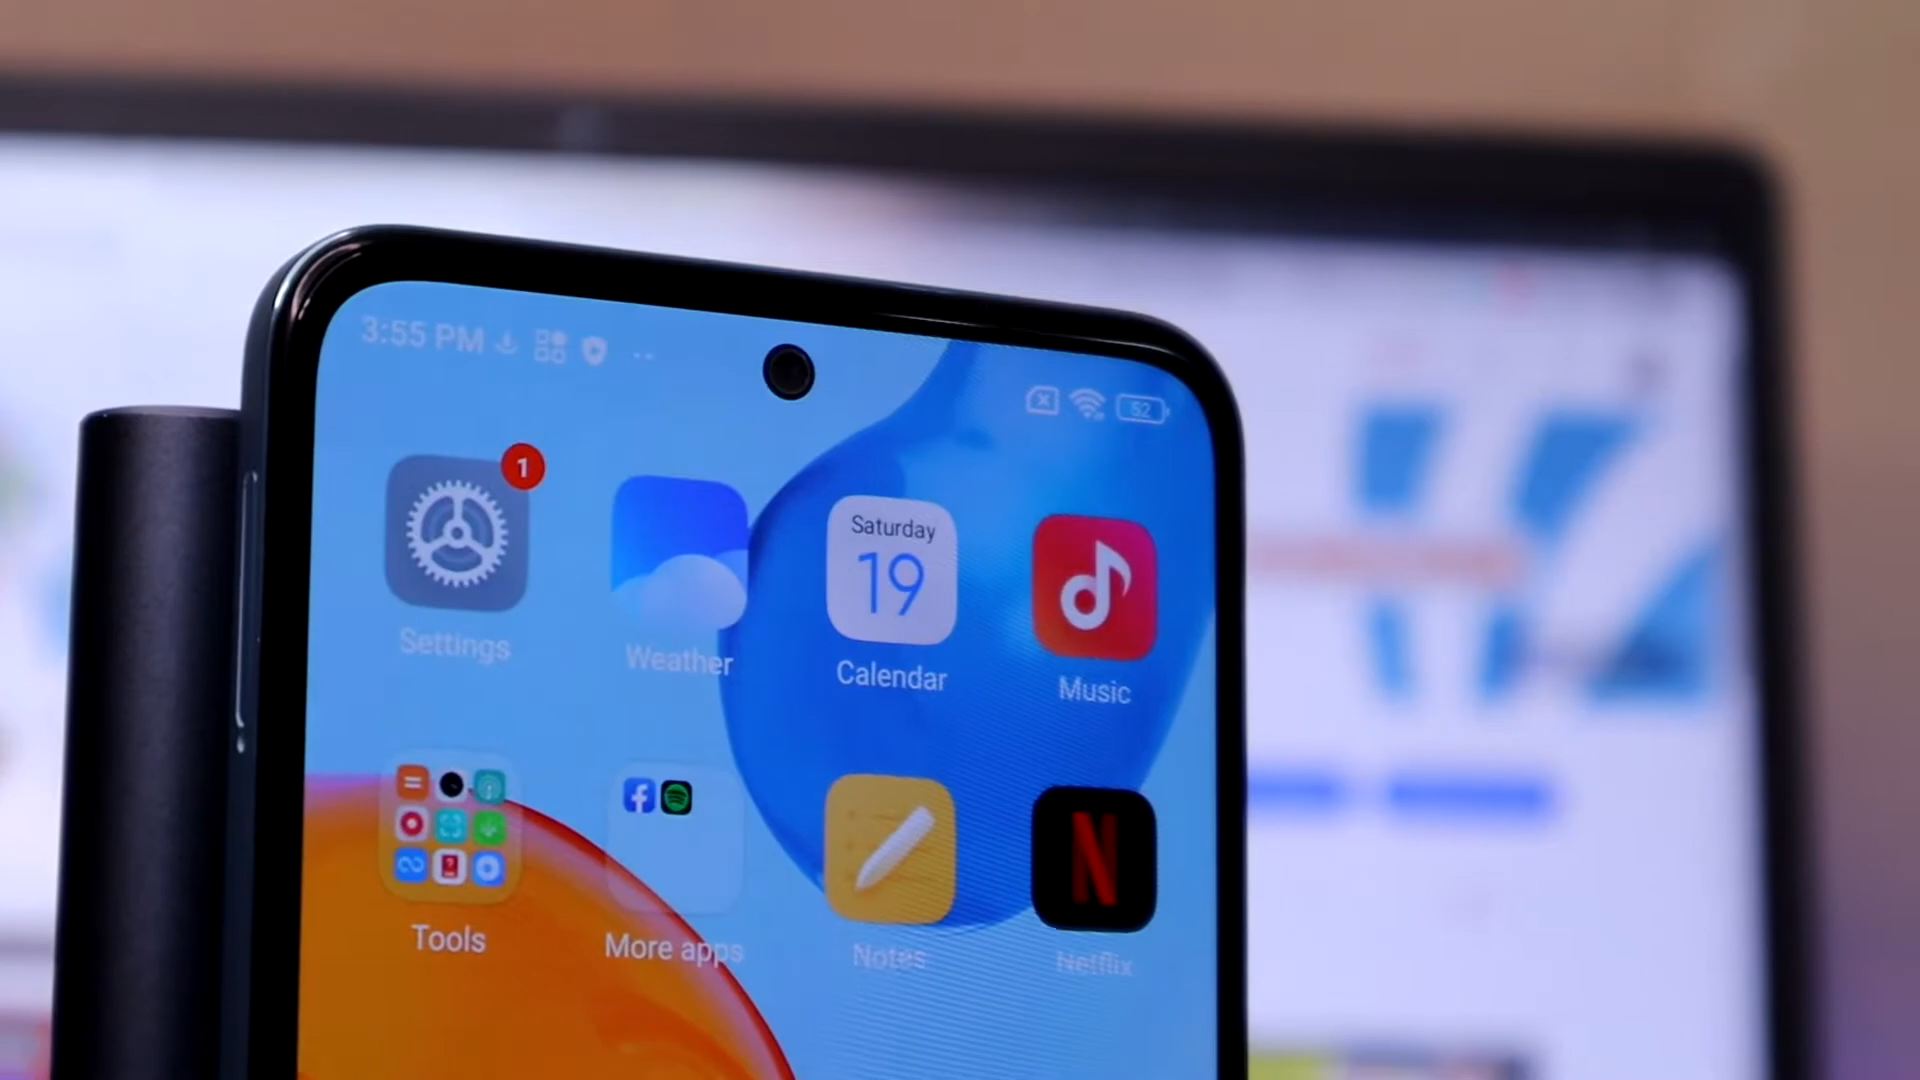 3:55 PM
52
1
Saturday
19
Settings
Weather
Calendar
Music
N
Tools
More apps
Notes
Netflix